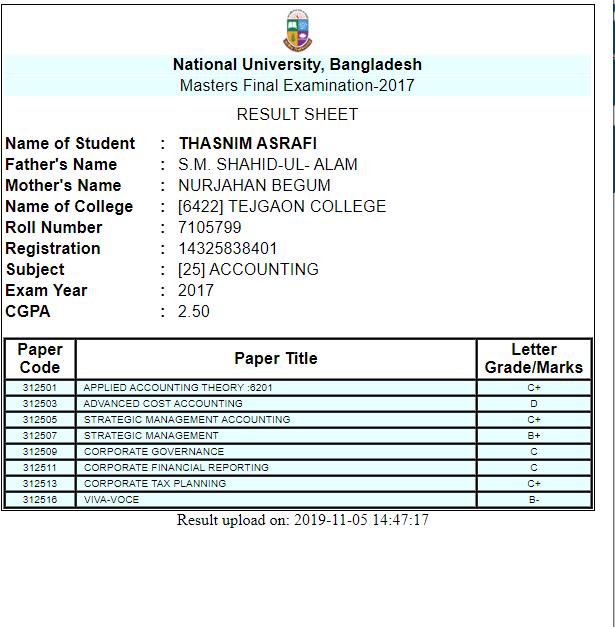 National University, Bangladesh
Masters Final Examination-2017
RESULT SHEET
Name of Student : THASNIM ASRAFI
Father's Name : S.M. SHAHID-UL- ALAM
Mother's Name : NURJAHAN BEGUM
Name of College : [6422] TEJGAON COLLEGE
Roll Number : 7105799
Registration : 14325838401
Subject : [25] ACCOUNTING
Exam Year : 2017
CGPA : 2.50
Paper Code Paper Title Letter Grade/Marks
312501 APPLIED ACCOUNTING THEORY :6201 C+
312503 ADVANCED COST ACCOUNTING D
312505 STRATEGIC MANAGEMENT ACCOUNTING C+
312507 STRATEGIC MANAGEMENT B+
312509 CORPORATE GOVERNANCE C
312511 CORPORATE FINANCIAL REPORTING C
312513 CORPORATE TAX PLANNING C+
312516 VIVA-VOCE B-
Result upload on: 2019-11-05 14:47:17